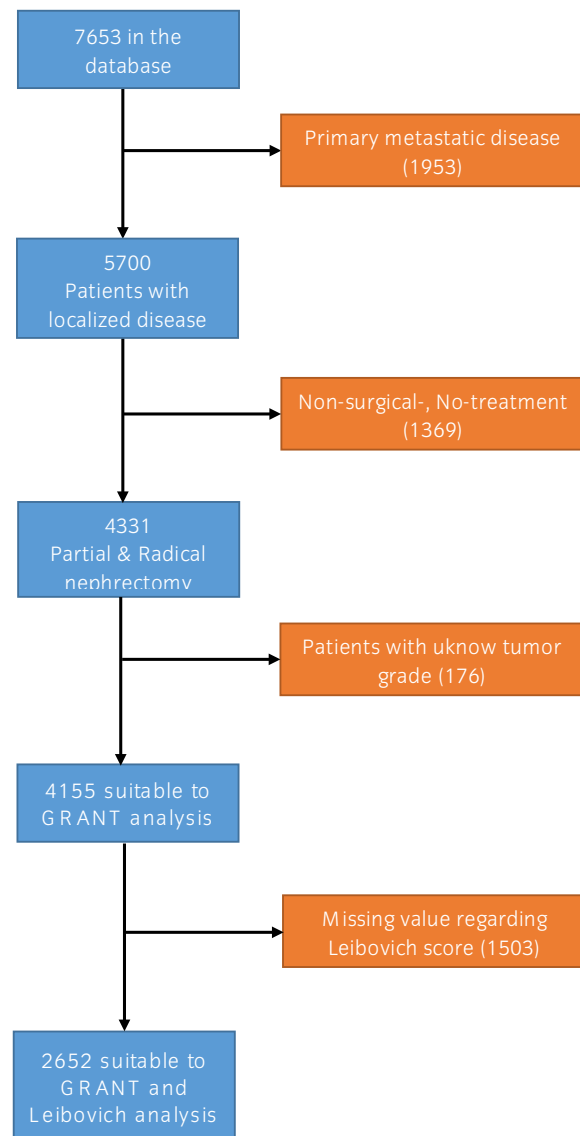 7653 in the
database
Primary metastatic disease
(1953)
5700
Patients with
localized disease
Non-surgical-, No-treatment
(1369)
4331
Partial & Radical
nephrectomy
Patients with uknow tumor
grade (176)
4155 suitable to
GRANT analysis
Missing value regarding
Leibovich score (1503)
2652 suitable to
GRANT and
Leibovich analysis